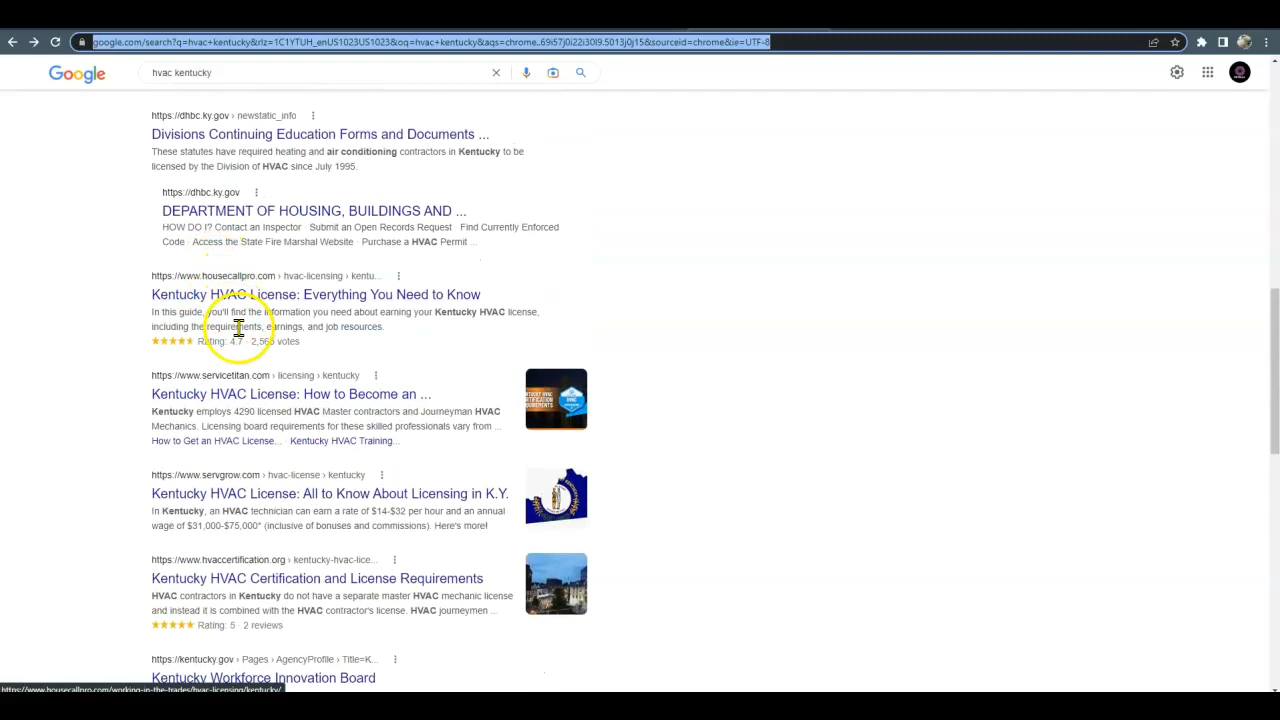 google.com/search?q=hvac+kentucky&rlz=1C1YTUH_enUS1023US1023&oq=hvac+kentucky&aqs=chrome..69i57j0i22i30l9.5013j0j15&sourceid=chrome&ie=UTF-8
Google
hvac kentucky
https://dhbc.ky.gov › newstatic_info
Divisions Continuing Education Forms and Documents ...
These statutes have required heating and air conditioning contractors in Kentucky to be
licensed by the Division of HVAC since July 1995.
https://dhbc.ky.gov
DEPARTMENT OF HOUSING, BUILDINGS AND ...
HOW DO I? Contact an Inspector · Submit an Open Records Request · Find Currently Enforced
Code · Access the State Fire Marshal Website · Purchase a HVAC Permit ...
https://www.housecallpro.com › hvac-licensing › kentu...
Kentucky HVAC License: Everything You Need to Know
In this guide, you'll find the information you need about earning your Kentucky HVAC license,
including the requirements, earnings, and job resources.
Rating: 4.7 · 2,565 votes
https://www.servicetitan.com › licensing › kentucky
Kentucky HVAC License: How to Become an ...
Kentucky employs 4290 licensed HVAC Master contractors and Journeyman HVAC
Mechanics. Licensing board requirements for these skilled professionals vary from ...
How to Get an HVAC License... · Kentucky HVAC Training...
https://www.servgrow.com › hvac-license › kentucky
Kentucky HVAC License: All to Know About Licensing in K.Y.
In Kentucky, an HVAC technician can earn a rate of $14-$32 per hour and an annual
wage of $31,000-$75,000* (inclusive of bonuses and commissions). Here's more!
https://www.hvaccertification.org › kentucky-hvac-lice...
Kentucky HVAC Certification and License Requirements
HVAC contractors in Kentucky do not have a separate master HVAC mechanic license
and instead it is combined with the HVAC contractor's license. HVAC journeymen ...
Rating: 5 · 2 reviews
https://kentucky.gov › Pages › AgencyProfile › Title=K...
Kentucky Workforce Innovation Board
https://www.housecallpro.com/working-in-the-trades/hvac-licensing/kentucky/